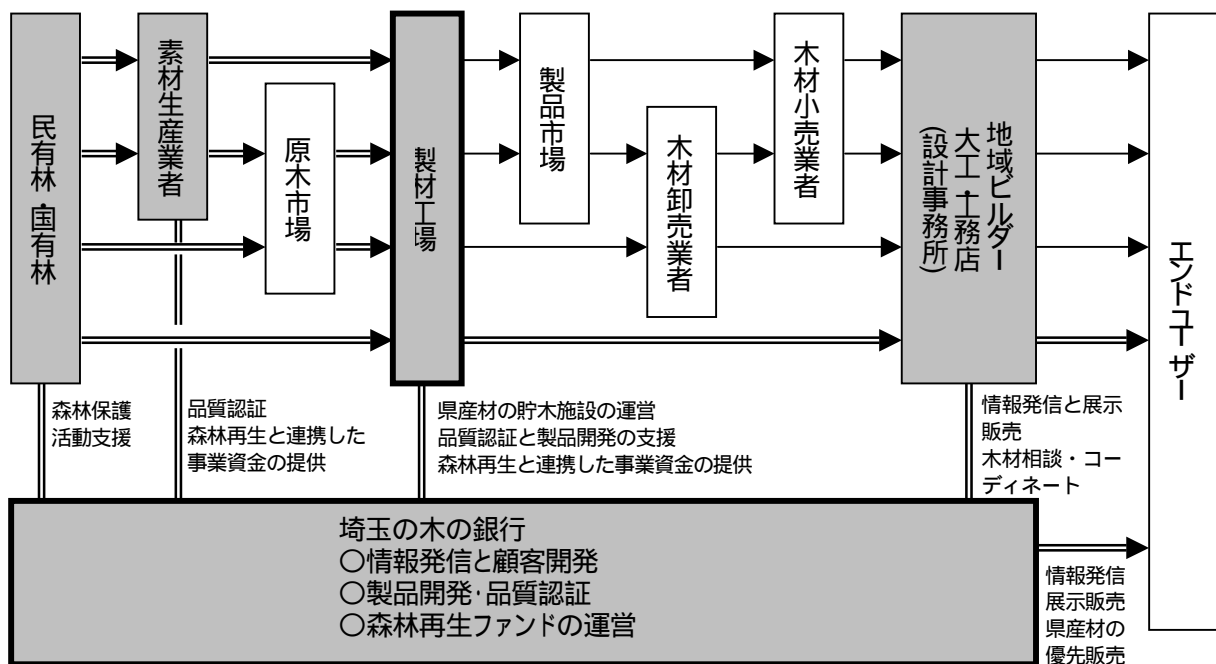 民有林・国有林
素材生産業者
原木市場
製材工場
製品市場
木材卸売業者
木材小売業者
地域ビルダー
大工・工務店
(設計事務所)
エンドユーザー
森林保護
活動支援
品質認証
森林再生と連携した
事業資金の提供
県産材の貯木施設の運営
品質認証と製品開発の支援
森林再生と連携した事業資金の提供
情報発信と展示
販売
木材相談・コー
ディネート
埼玉の木の銀行
○情報発信と顧客開発
○製品開発・品質認証
○森林再生ファンドの運営
情報発信
展示販売
県産材の
優先販売